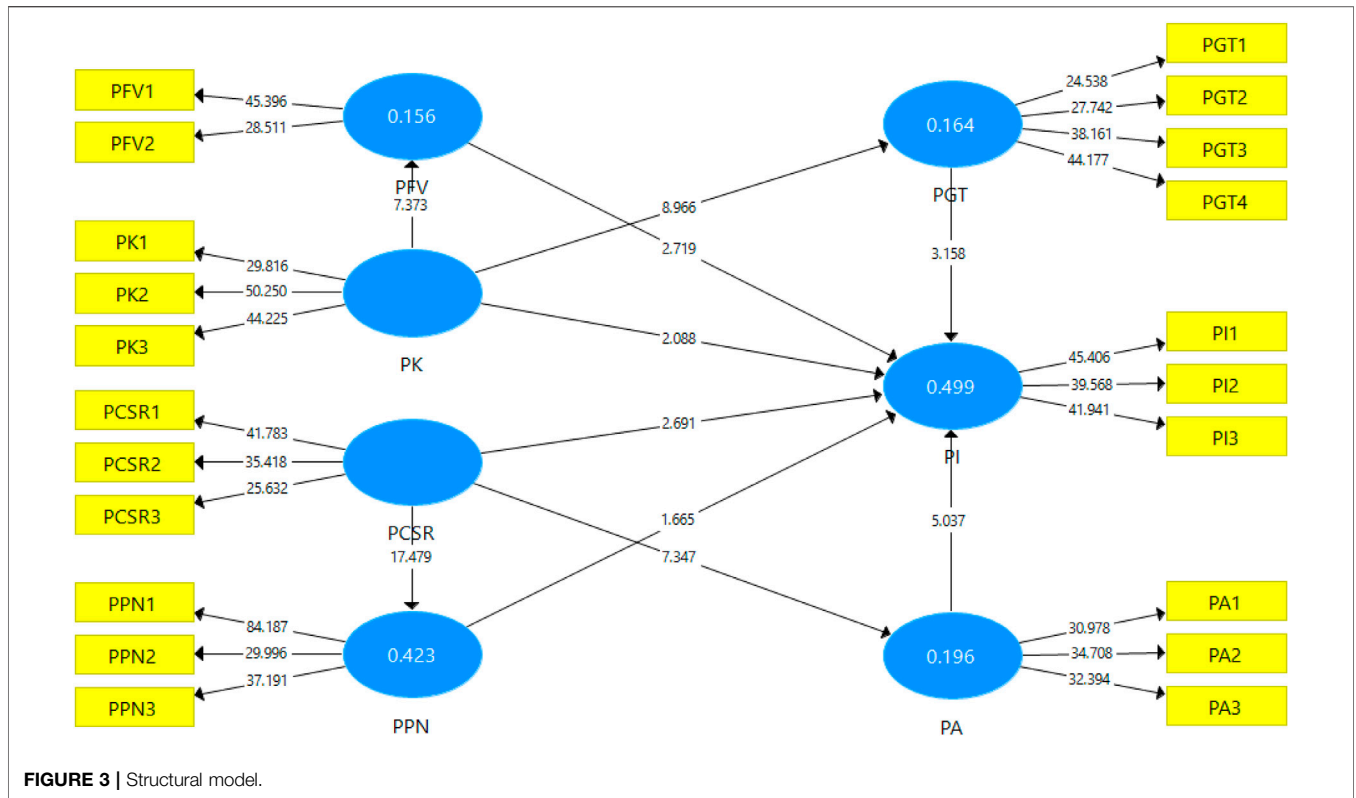 PFV1
PFV2
45.396
28.511
0.156
PFV
7.373
PK1
PK2
PK3
29.816
50.250
44.225
PK
PCSR1
PCSR2
PCSR3
41.783
35.418
25.632
PCSR
17.479
PPN1
PPN2
PPN3
84.187
29.996
37.191
0.423
PPN
8.966
2.719
2.088
2.691
1.665
7.347
0.164
PGT
3.158
24.538
27.742
38.161
44.177
PGT1
PGT2
PGT3
PGT4
0.499
PI
45.406
39.568
41.941
PI1
PI2
PI3
5.037
0.196
PA
30.978
34.708
32.394
PA1
PA2
PA3
FIGURE 3 | Structural model.